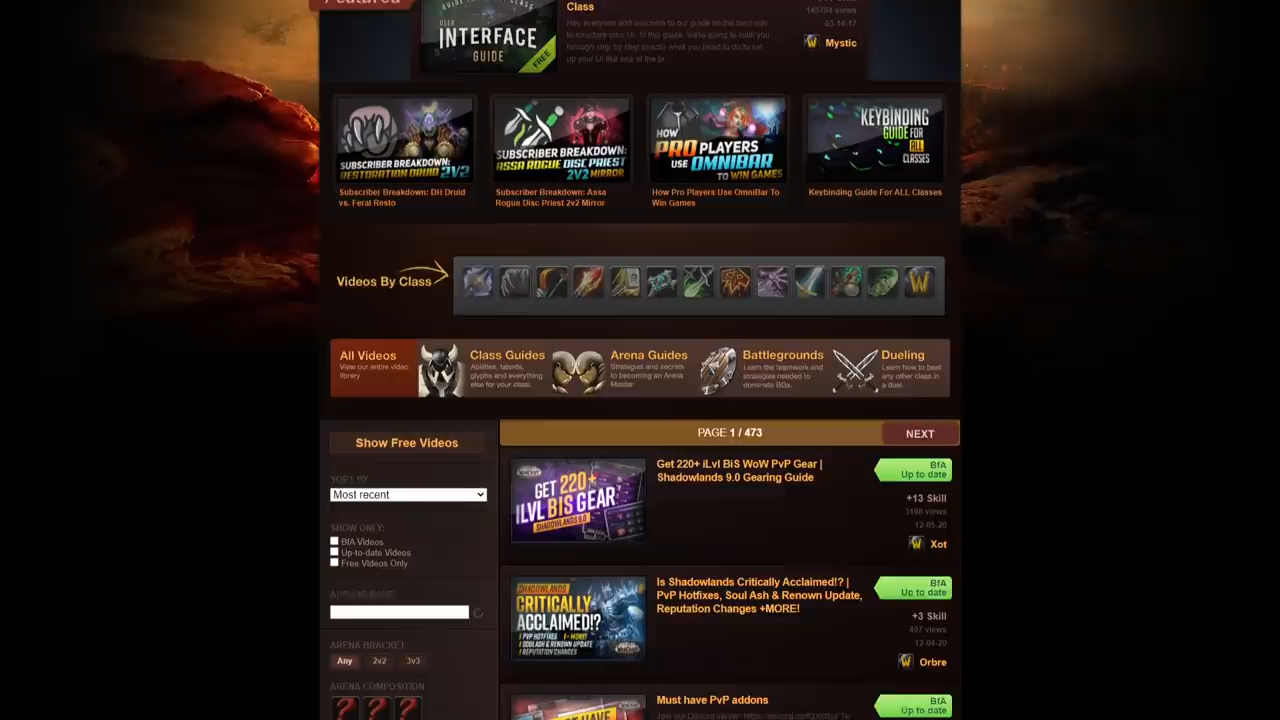 Featured
USER
INTERFACE
GUIDE
FREE
Class
Hey everyone and welcome to our guide on the best way
to structure your UI. In this guide, we're going to walk you
through step by step exactly what you need to do to set
up your UI like one of the br...
145793 views
03-14-17
Mystic
SUBSCRIBER BREAKDOWN:
RESTORATION DRUID 2V2
SUBSCRIBER BREAKDOWN:
ASSA ROGUE DISC PRIEST
2V2 MIRROR
HOW
PRO PLAYERS
USE OMNIBAR
TO WIN GAMES
KEYBINDING
GUIDE FOR
ALL
CLASSES
Subscriber Breakdown: DH Druid
vs. Feral Resto
Subscriber Breakdown: Assa
Rogue Disc Priest 2v2 Mirror
How Pro Players Use OmniBar To
Win Games
Keybinding Guide For ALL Classes
Videos By Class
All Videos
View our entire video
library
Class Guides
Abilities, talents,
glyphs and everything
else for your class.
Arena Guides
Strategies and secrets
to becoming an Arena
Master
Battlegrounds
Learn the teamwork and
strategies needed to
dominate BGs.
Dueling
Learn how to beat
any other class in
a duel.
Show Free Videos
PAGE 1 / 473
NEXT
SORT BY
Most recent
SHOW ONLY:
BfA Videos
Up-to-date Videos
Free Videos Only
ARENA BRACKET
Any
2v2
3v3
ARENA COMPOSITION
GET 220+
ILVL BIS GEAR
SHADOWLANDS 9.0
Get 220+ iLvl BiS WoW PvP Gear |
Shadowlands 9.0 Gearing Guide
BfA
Up to date
+13 Skill
3198 views
12-05-20
Xot
SHADOWLANDS
CRITICALLY
ACCLAIMED!?
PVP HOTFIXES
+MORE!
SOULASH & RENOWN UPDATE
REPUTATION CHANGES
Is Shadowlands Critically Acclaimed!? |
PvP Hotfixes, Soul Ash & Renown Update,
Reputation Changes +MORE!
BfA
Up to date
+3 Skill
497 views
12-04-20
Orbre
Must have PvP addons
BfA
Up to date